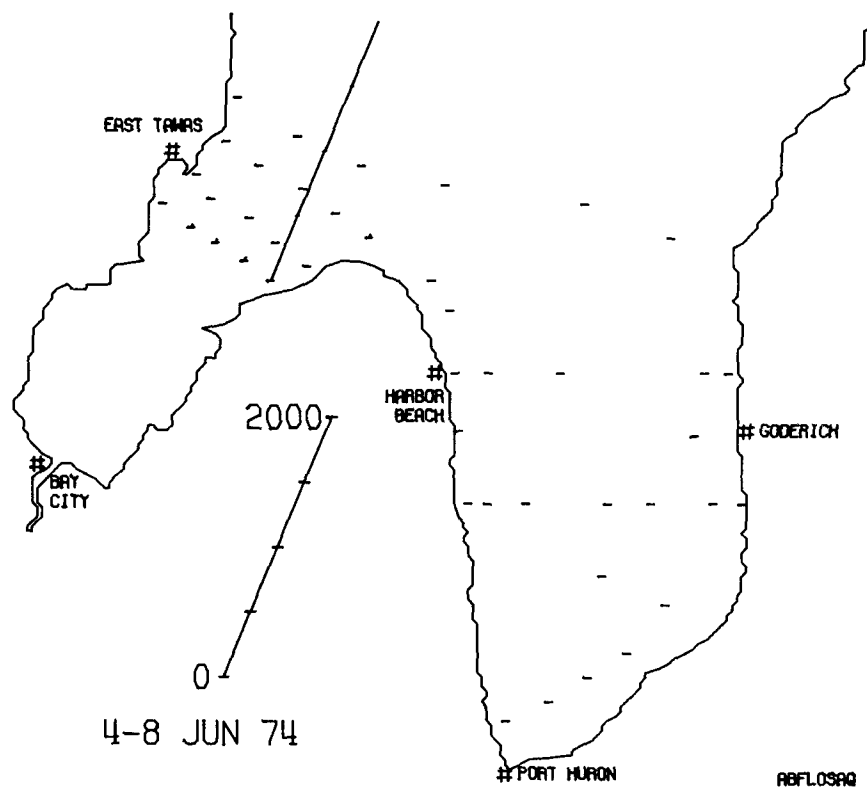 EAST TAWAS
#
2000
#
HARBOR
BEACH
# GODERICH
#
BAY
CITY
0
4-8 JUN 74
# PORT HURON
ABFLOSAQ